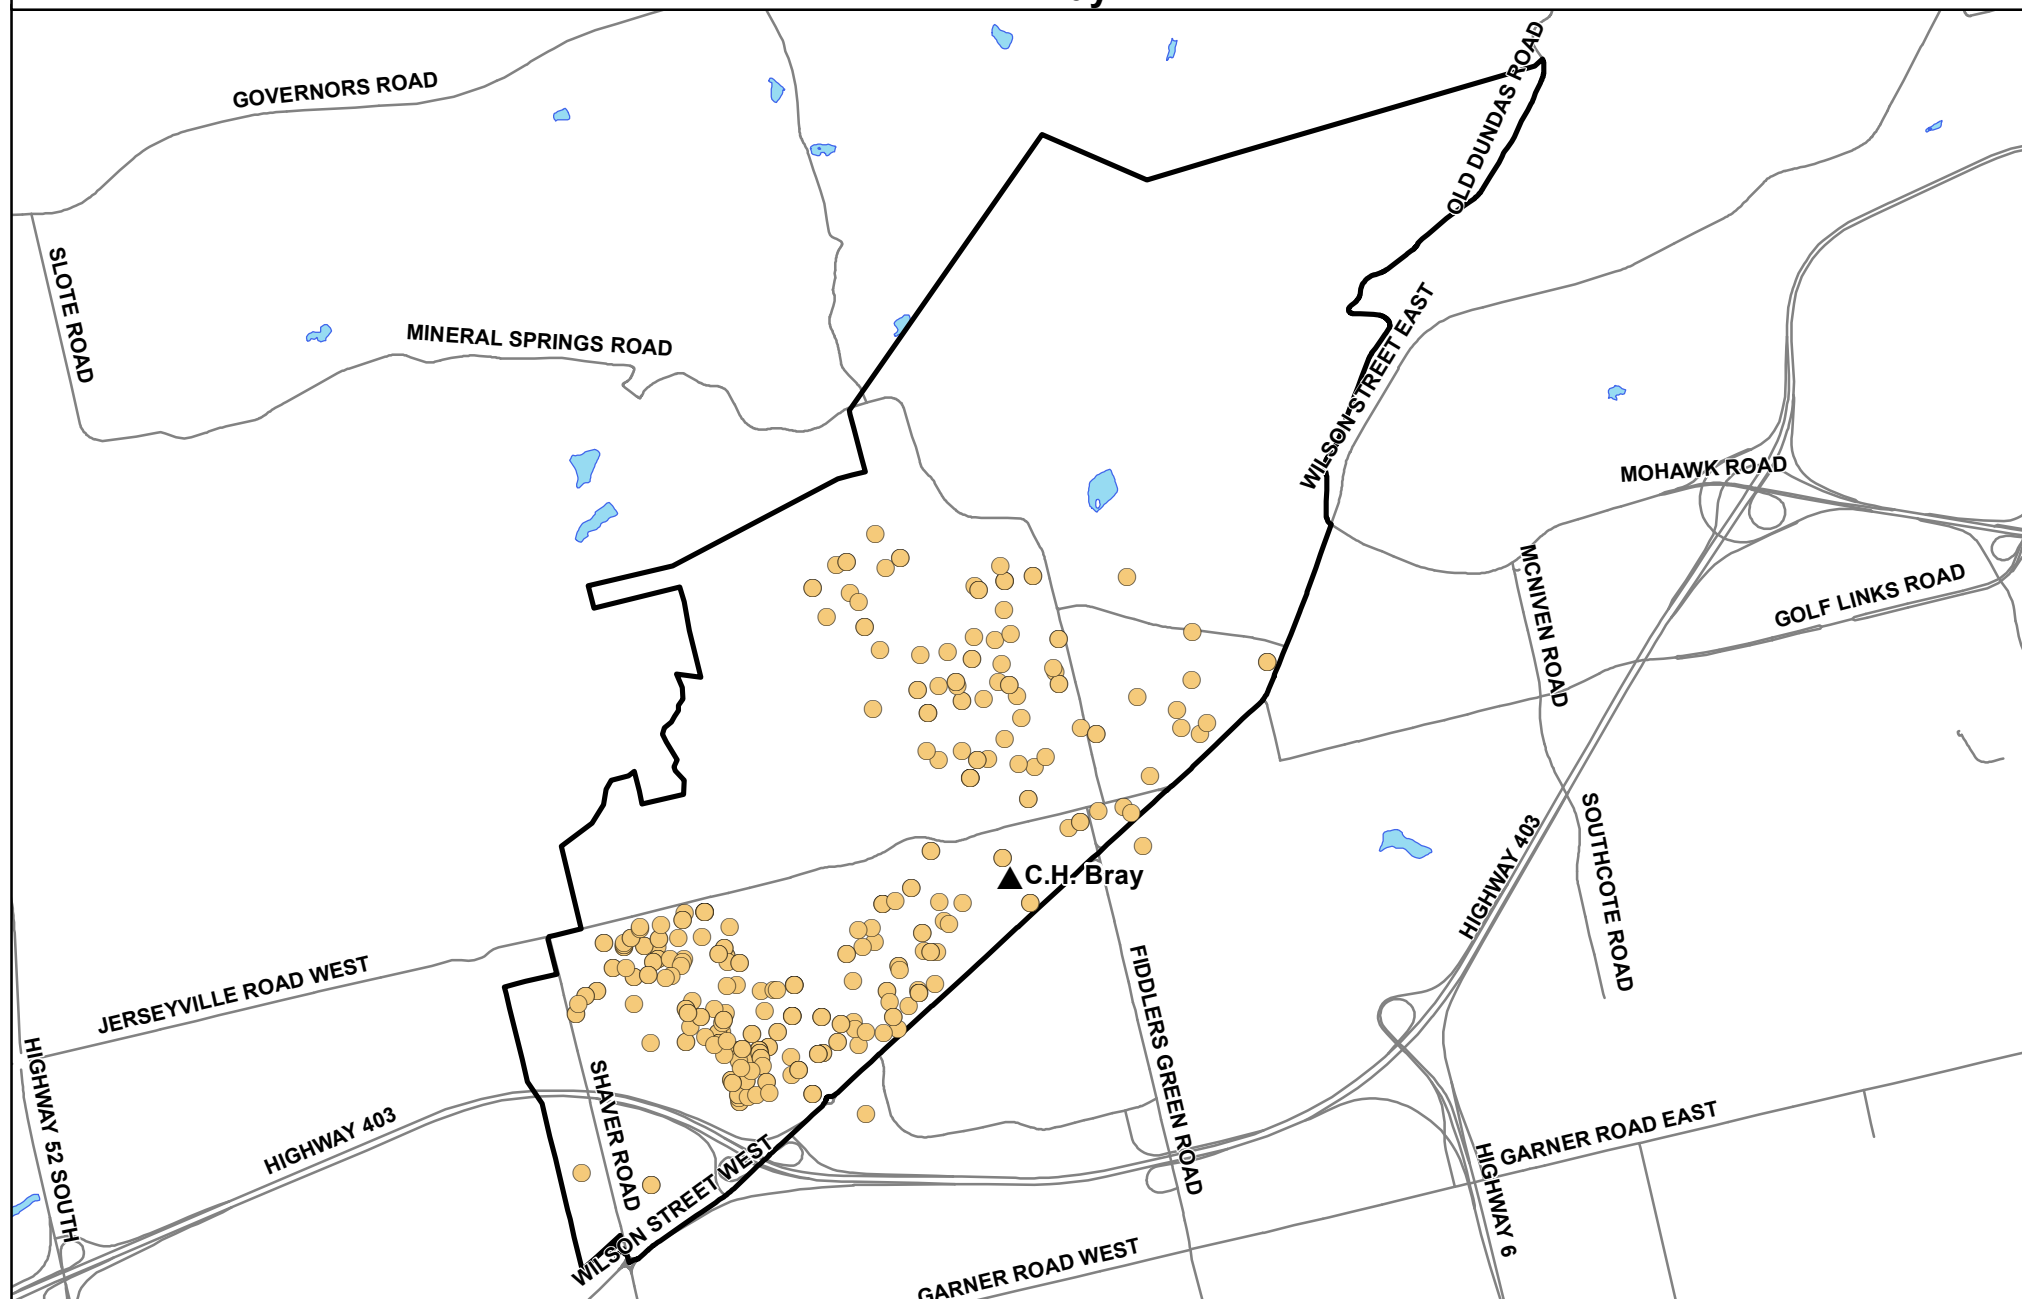 GOVERNORS ROAD
OLD DUNDAS ROAD
SLOTE ROAD
MINERAL SPRINGS ROAD
WILSON STREET EAST
MOHAWK ROAD
MCNIVEN ROAD
GOLF LINKS ROAD
SOUTHCOTE ROAD
HIGHWAY 403
C.H. Bray
JERSEYVILLE ROAD WEST
FIDDLERS GREEN ROAD
HIGHWAY 52 SOUTH
SHAVER ROAD
HIGHWAY 403
WILSON STREET WEST
GARNER ROAD EAST
HIGHWAY 6
GARNER ROAD WEST